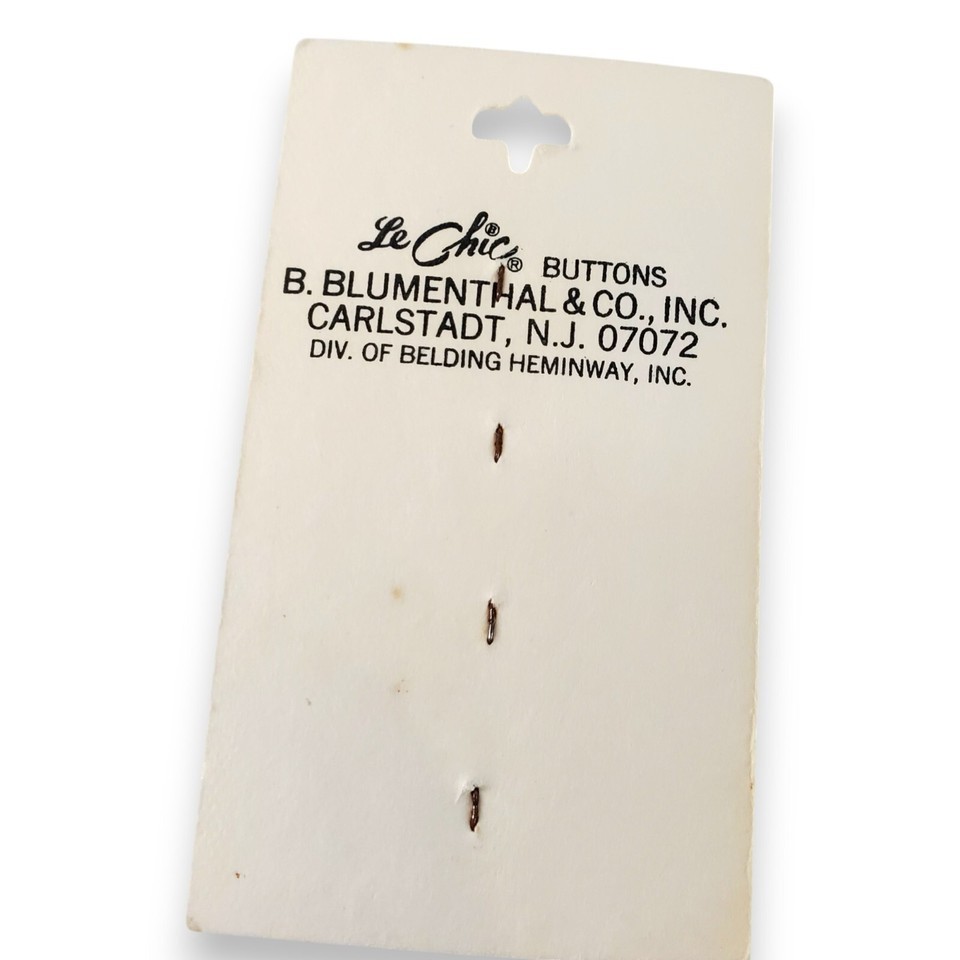 Le Chic® BUTTONS
B. BLUMENTHAL & CO., INC.
CARLSTADT, N.J. 07072
DIV. OF BELDING HEMINWAY, INC.